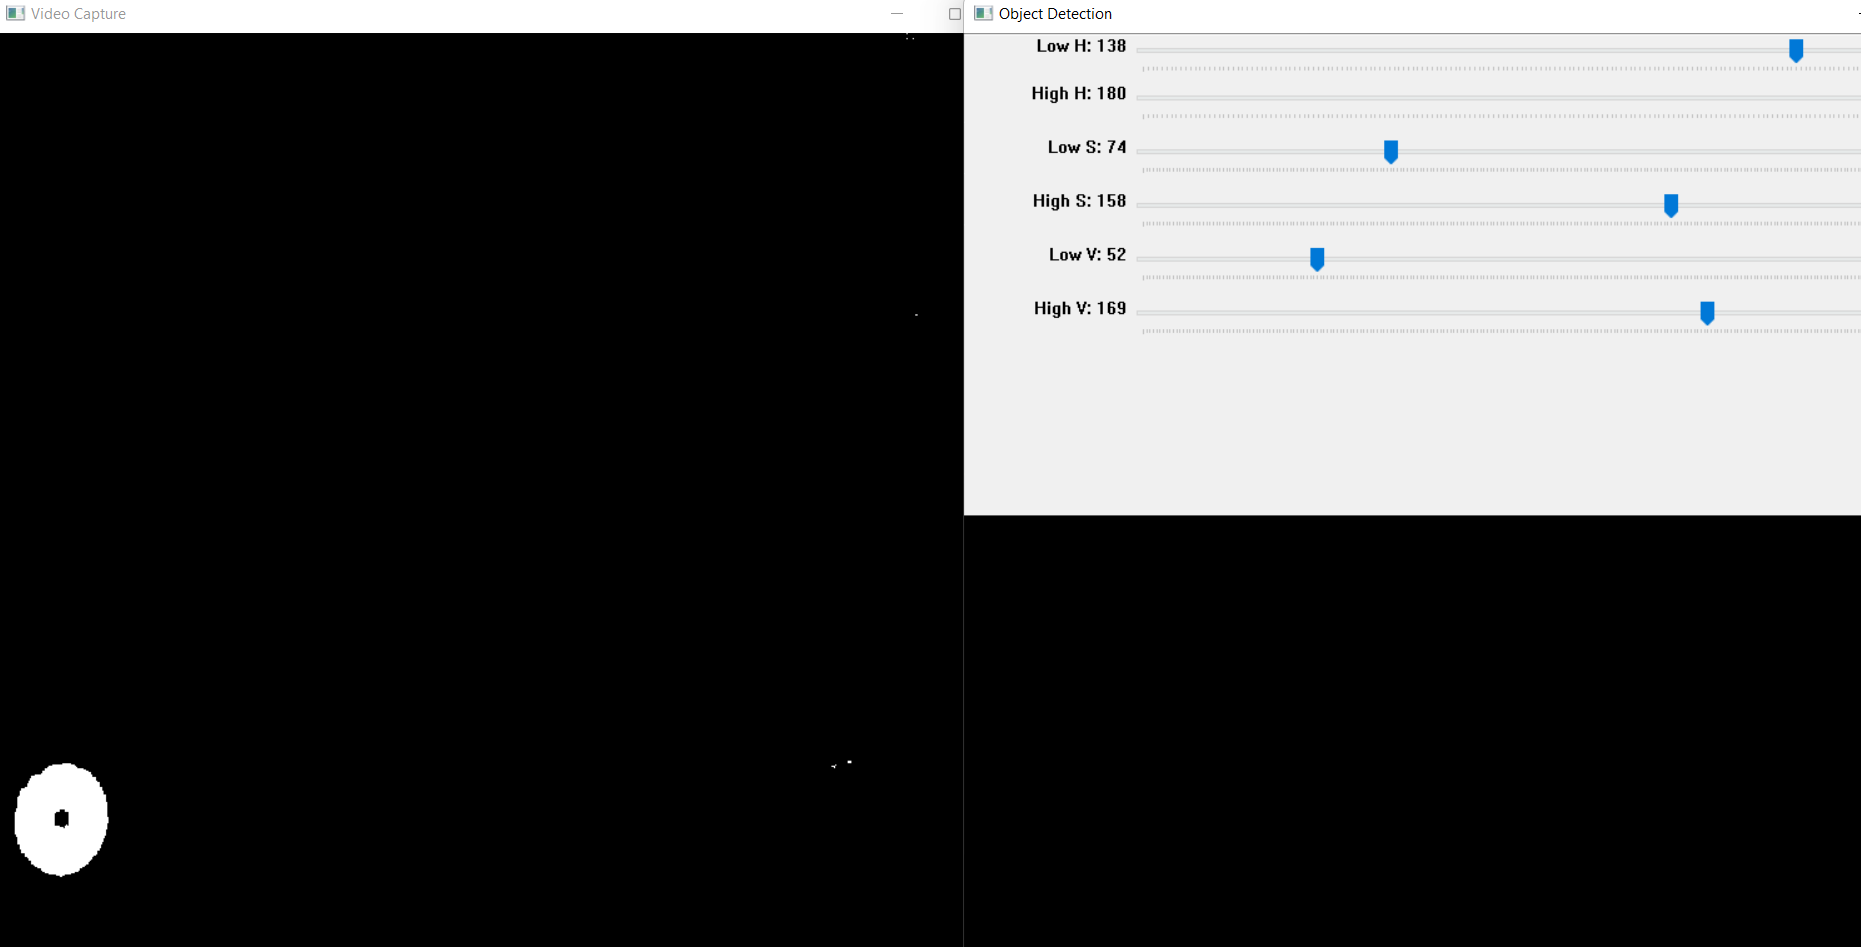 Video Capture
Object Detection
Low H: 138
High H: 180
Low S: 74
High S: 158
Low V: 52
High V: 169